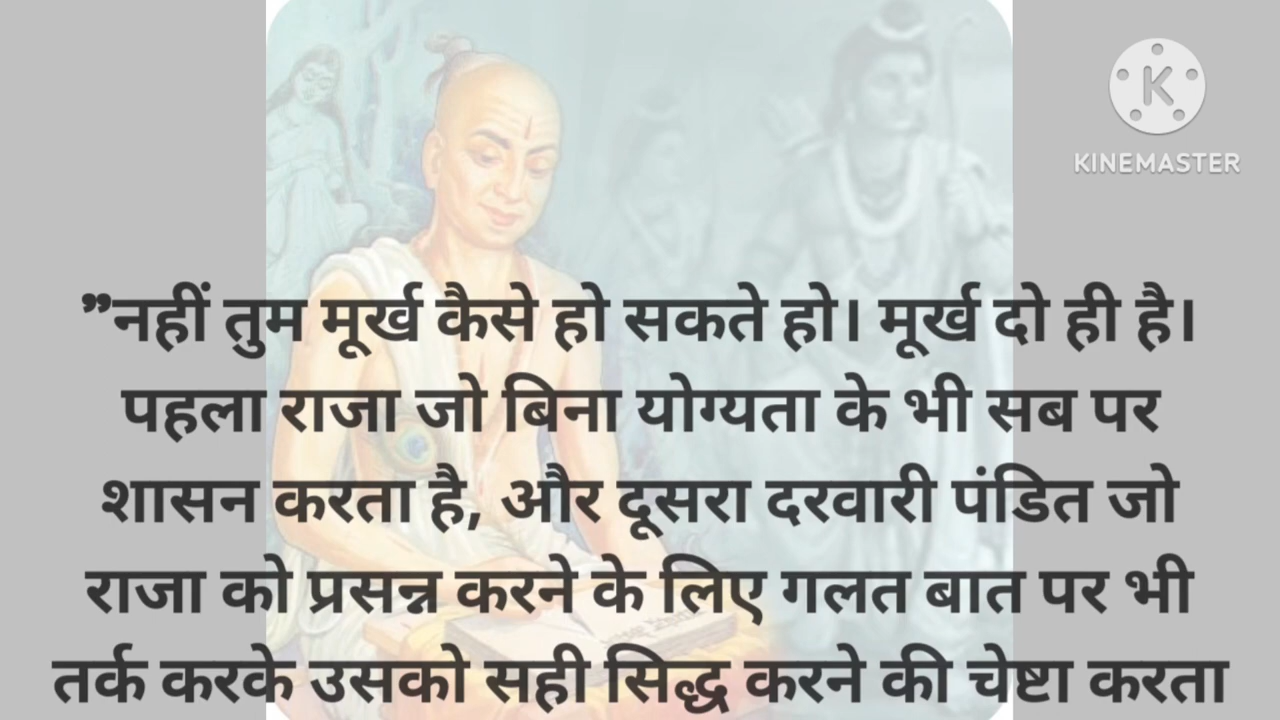 K
KINEMASTER
”नहीं तुम मूर्ख कैसे हो सकते हो। मूर्ख दो ही है।
पहला राजा जो बिना योग्यता के भी सब पर
शासन करता है, और दूसरा दरवारी पंडित जो
राजा को प्रसन्न करने के लिए गलत बात पर भी
तर्क करके उसको सही सिद्ध करने की चेष्टा करता